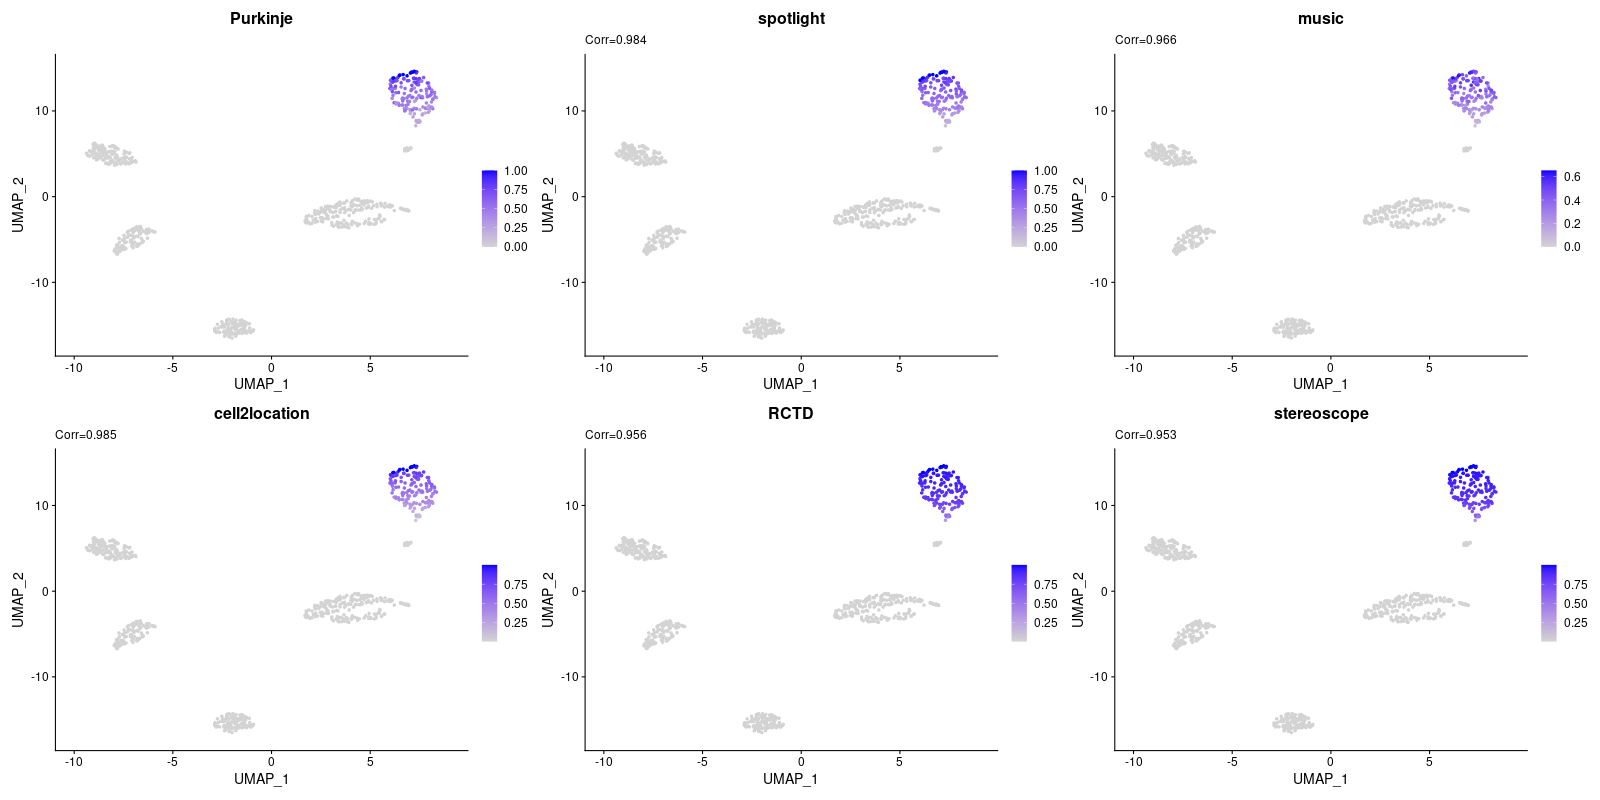 Purkinje
UMAP_2
10
0
-10
-10
-5
0
5
UMAP_1
1.00
0.75
0.50
0.25
0.00
spotlight
Corr=0.984
UMAP_2
10
0
-10
-10
-5
0
5
UMAP_1
1.00
0.75
0.50
0.25
0.00
music
Corr=0.966
UMAP_2
10
0
-10
-10
-5
0
5
UMAP_1
0.6
0.4
0.2
0.0
cell2location
Corr=0.985
UMAP_2
10
0
-10
-10
-5
0
5
UMAP_1
0.75
0.50
0.25
RCTD
Corr=0.956
UMAP_2
10
0
-10
-10
-5
0
5
UMAP_1
0.75
0.50
0.25
stereoscope
Corr=0.953
UMAP_2
10
0
-10
-10
-5
0
5
UMAP_1
0.75
0.50
0.25